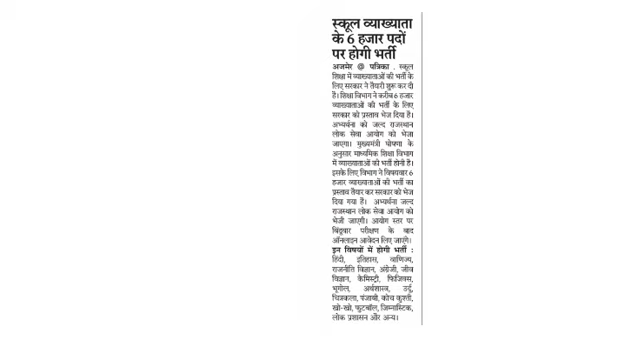 स्कूल व्याख्याता
के 6 हजार पदों
पर होगी भर्ती
अजमेर @ पत्रिका . स्कूल
शिक्षा में व्याख्याताओं की भर्ती के
लिए सरकार ने तैयारी शुरू कर दी
है। शिक्षा विभाग ने करीब 6 हजार
व्याख्याताओं की भर्ती के लिए
सरकार को प्रस्ताव भेज दिया है।
अभ्यर्थना को जल्द राजस्थान
लोक सेवा आयोग को भेजा
जाएगा। मुख्यमंत्री घोषणा के
अनुसार माध्यमिक शिक्षा विभाग
में व्याख्याताओं की भर्ती होनी है।
इसके लिए विभाग ने विषयवार 6
हजार व्याख्याताओं की भर्ती का
प्रस्ताव तैयार कर सरकार को भेज
दिया गया है। अभ्यर्थना जल्द
राजस्थान लोक सेवा आयोग को
भेजी जाएगी। आयोग स्तर पर
बिंदुवार परीक्षण के बाद
ऑनलाइन आवेदन लिए जाएंगे।
इन विषयों में होगी भर्ती :
हिंदी, इतिहास, वाणिज्य,
राजनीति विज्ञान, अंग्रेजी, जीव
विज्ञान, केमिस्ट्री, फिजिक्स,
भूगोल, अर्थशास्त्र, उर्दू,
चित्रकला, पंजाबी, कोच कुश्ती,
खो-खो, फुटबॉल, जिम्नास्टिक,
लोक प्रशासन और अन्य।